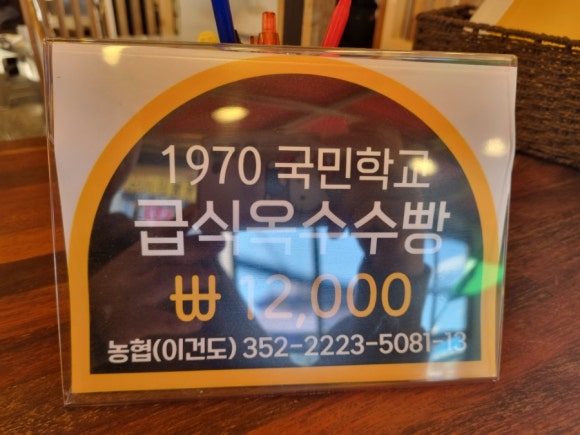 1970 국민학교
급식옥수수빵
₩ 12,000
농협(이건도) 352-2223-5081-13